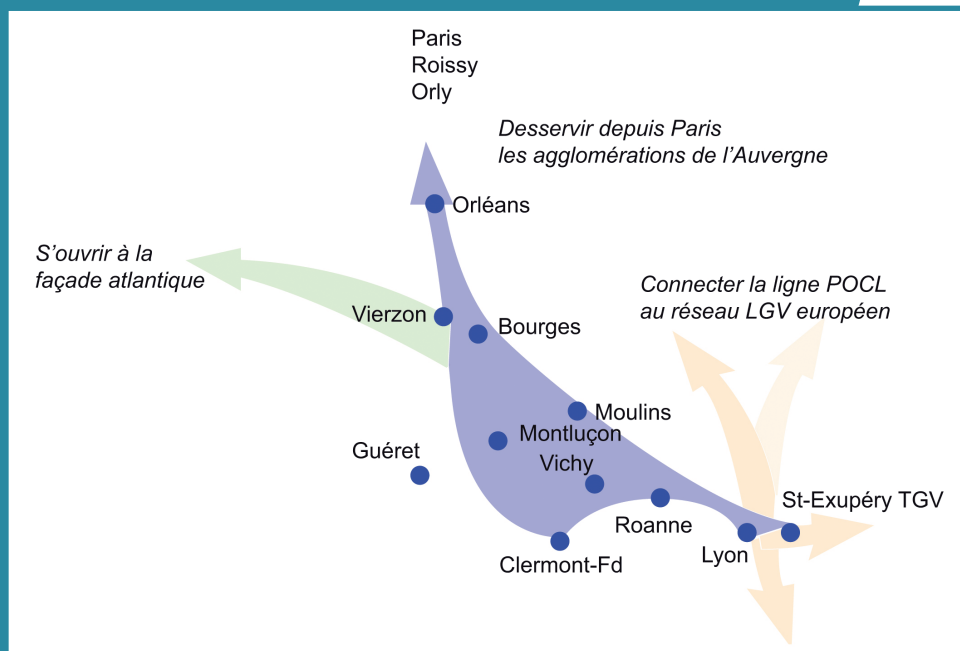 Paris
Roissy
Orly
Desservir depuis Paris
les agglomérations de l’Auvergne
Orléans
S’ouvrir à la
façade atlantique
Connecter la ligne POCL
au réseau LGV européen
Vierzon
Bourges
Moulins
Montluçon
Guéret
Vichy
St-Exupéry TGV
Roanne
Lyon
Clermont-Fd